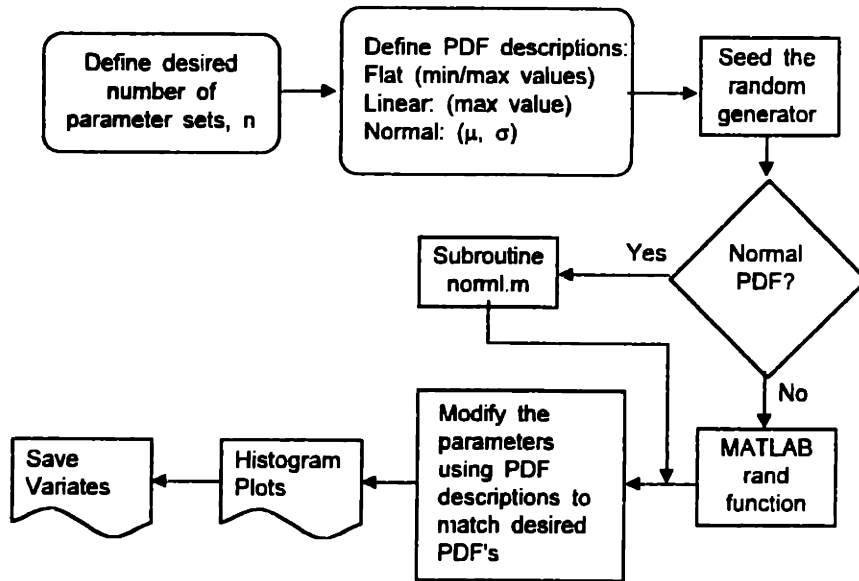 Define desired
number of
parameter sets, n
Define PDF descriptions:
Flat (min/max values)
Linear: (max value)
Normal: (μ, σ)
Seed the
random
generator
Normal
PDF?
Yes
Subroutine
norml.m
No
MATLAB
rand
function
Modify the
parameters
using PDF
descriptions to
match desired
PDF's
Histogram
Plots
Save
Variates